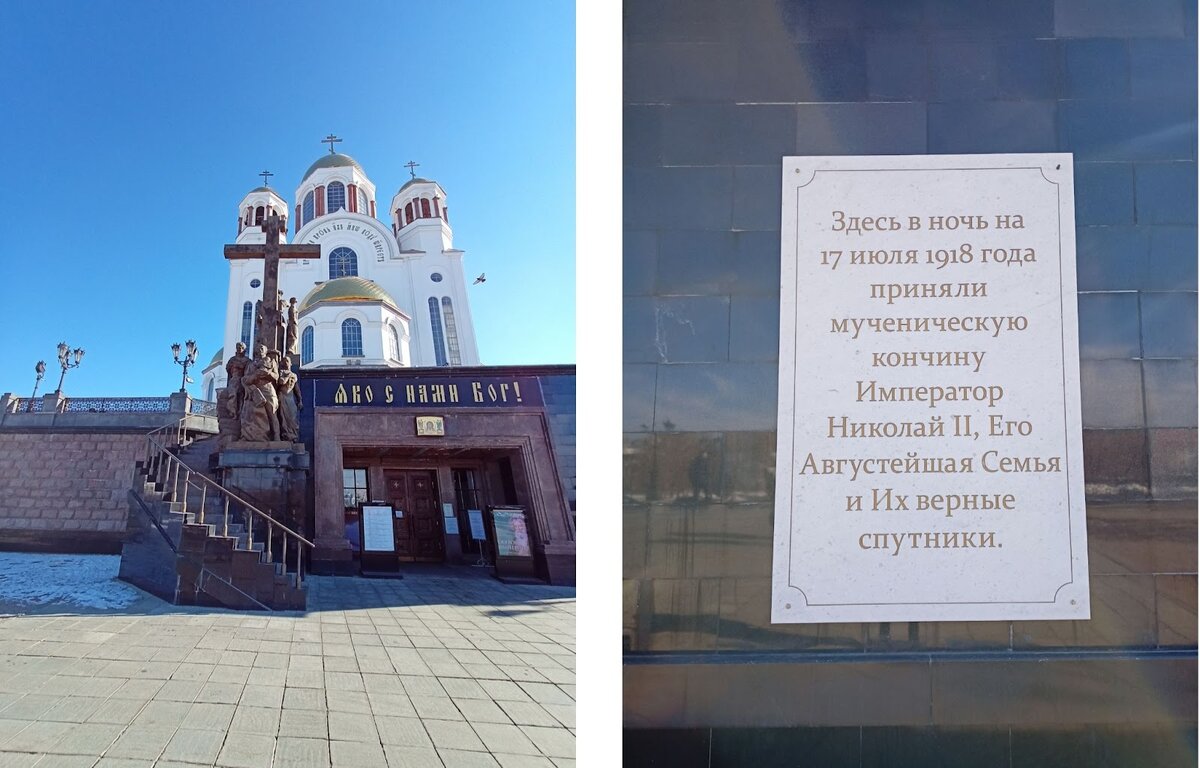 Яко с нами Бог!
Здесь в ночь на
17 июля 1918 года
приняли
мученическую
кончину
Император
Николай II, Его
Августейшая Семья
и Их верные
спутники.